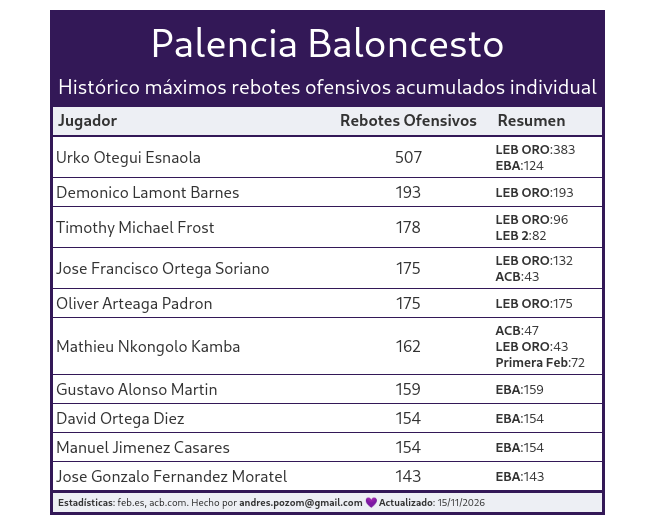 Palencia Baloncesto
Histórico máximos rebotes ofensivos acumulados individual
Jugador Rebotes Ofensivos Resumen
Urko Otegui Esnaola 507 LEB ORO:383
EBA:124
Demonico Lamont Barnes 193 LEB ORO:193
Timothy Michael Frost 178 LEB ORO:96
LEB 2:82
Jose Francisco Ortega Soriano 175 LEB ORO:132
ACB:43
Oliver Arteaga Padron 175 LEB ORO:175
Mathieu Nkongolo Kamba 162 ACB:47
LEB ORO:43
Primera Feb:72
Gustavo Alonso Martin 159 EBA:159
David Ortega Diez 154 EBA:154
Manuel Jimenez Casares 154 EBA:154
Jose Gonzalo Fernandez Moratel 143 EBA:143
Estadísticas: feb.es, acb.com. Hecho por andres.pozom@gmail.com 💜 Actualizado: 15/11/2026